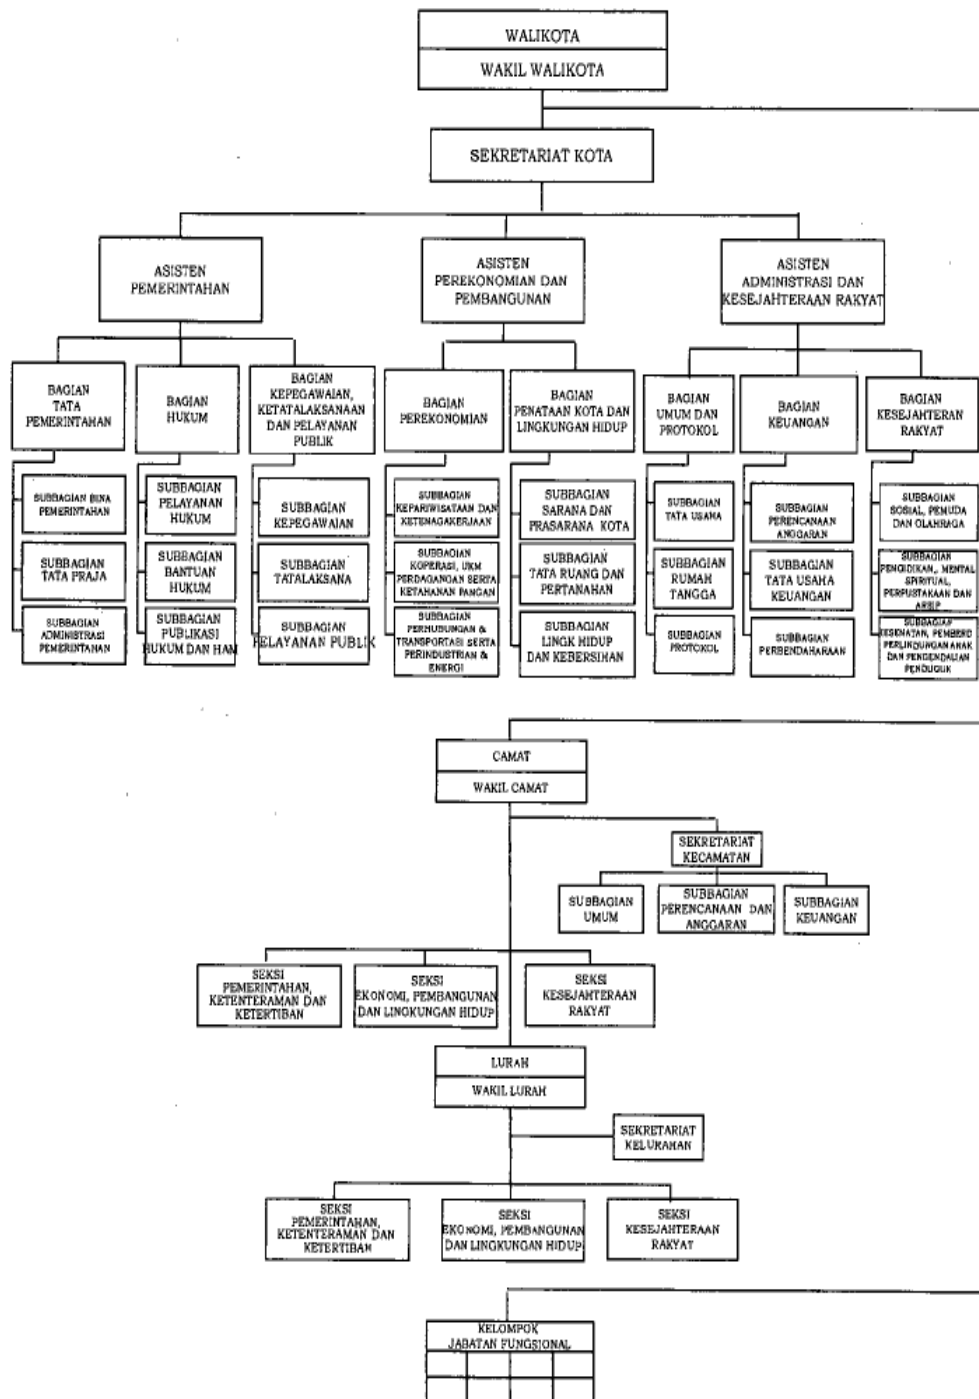 WALIKOTA
WAKIL WALIKOTA
SEKRETARIAT KOTA
ASISTEN
PEMERINTAHAN
ASISTEN
PEREKONOMIAN DAN
PEMBANGUNAN
ASISTEN
ADMINISTRASI DAN
KESEJAHTERAAN RAKYAT
BAGIAN
TATA
PEMERINTAHAN
BAGIAN
HUKUM
BAGIAN
KEPEGAWAIAN,
KETATALAKSANAAN
DAN PELAYANAN
PUBLIK
BAGIAN
PEREKONOMIAN
BAGIAN
PENATAAN KOTA DAN
LINGKUNGAN HIDUP
BAGIAN
UMUM DAN
PROTOKOL
BAGIAN
KEUANGAN
BAGIAN
KESEJAHTERAN
RAKYAT
SUBBAGIAN BINA
PEMERINTAHAN
SUBBAGIAN
PELAYANAN
HUKUM
SUBBAGIAN
KEPEGAWAIAN
SUBBAGIAN
KEPARIWISATAAN DAN
KETENAGAKERJAAN
SUBBAGIAN
SARANA DAN
PRASARANA KOTA
SUBBAGIAN
TATA USAHA
SUBBAGIAN
PERENCANAAN
ANGGARAN
SUBBAGIAN
SOSIAL, PEMUDA
DAN OLAHRAGA
SUBBAGIAN
TATA PRAJA
SUBBAGIAN
BANTUAN
HUKUM
SUBBAGIAN
TATALAKSANA
SUBBAGIAN
KOPERASI, UKM
PERDAGANGAN SERTA
KETAHANAN PANGAN
SUBBAGIAN
TATA RUANG DAN
PERTANAHAN
SUBBAGIAN
RUMAH
TANGGA
SUBBAGIAN
TATA USAHA
KEUANGAN
SUBBAGIAN
PENDIDIKAN,, MENTAL
SPIRITUAL,
PERPUSTAKAAN DAN
ARSIP
SUBBAGIAN
ADMINISTRASI
PEMERINTAHAN
SUBBAGIAN
PUBLIKASI
HUKUM DAN HAM
SUBBAGIAN
PELAYANAN PUBLIK
SUBBAGIAN
PERHUBUNGAN &
TRANSPORTASI SERTA
PERINDUSTRIAN &
ENERGI
SUBBAGIAN
LINGK HIDUP
DAN KEBERSIHAN
SUBBAGIAN
PROTOKOL
SUBBAGIAN
PERBENDAHARAAN
SUBBAGIAN
KESEHATAN, PEMBERD
PERLINDUNGAN ANAK
DAN PENGENDALIAN
PENDUDUK
CAMAT
WAKIL CAMAT
SEKRETARIAT
KECAMATAN
SUBBAGIAN
UMUM
SUBBAGIAN
PERENCANAAN DAN
ANGGARAN
SUBBAGIAN
KEUANGAN
SEKSI
PEMERINTAHAN,
KETENTERAMAN DAN
KETERTIBAN
SEKSI
EKONOMI, PEMBANGUNAN
DAN LINGKUNGAN HIDUP
SEKSI
KESEJAHTERAAN
RAKYAT
LURAH
WAKIL LURAH
SEKRETARIAT
KELURAHAN
SEKSI
PEMERINTAHAN,
KETENTERAMAN DAN
KETERTIBAN
SEKSI
EKONOMI, PEMBANGUNAN
DAN LINGKUNGAN HIDUP
SEKSI
KESEJAHTERAAN
RAKYAT
KELOMPOK
JABATAN FUNGSIONAL